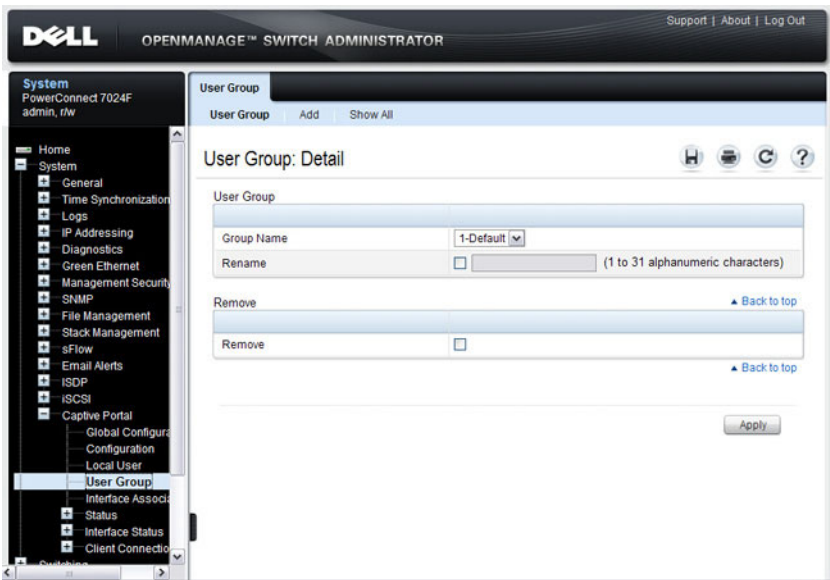 DELL
OPENMANAGE™ SWITCH ADMINISTRATOR
Support | About | Log Out
System
PowerConnect 7024F
admin, r/w
Home
System
General
Time Synchronization
Logs
IP Addressing
Diagnostics
Green Ethernet
Management Security
SNMP
File Management
Stack Management
sFlow
Email Alerts
ISDP
iSCSI
Captive Portal
Global Configura
Configuration
Local User
User Group
Interface Associa
Status
Interface Status
Client Connectio
Switching
User Group
User Group Add Show All
User Group: Detail
User Group
Group Name 1-Default
Rename (1 to 31 alphanumeric characters)
Remove Back to top
Remove
Back to top
Apply